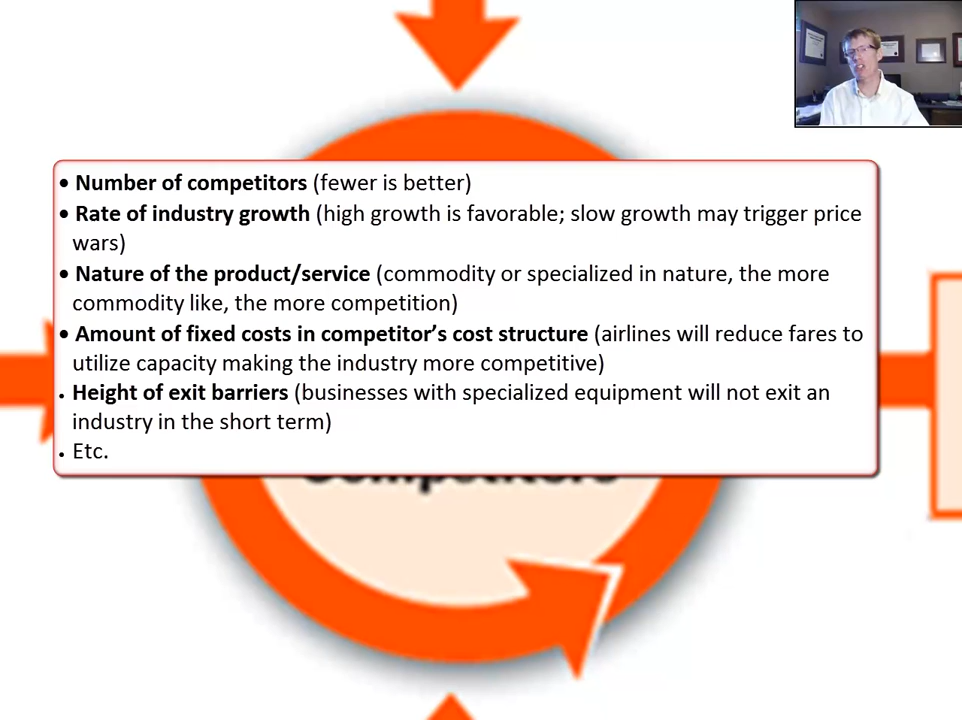 • Number of competitors (fewer is better)
• Rate of industry growth (high growth is favorable; slow growth may trigger price
wars)
• Nature of the product/service (commodity or specialized in nature, the more
commodity like, the more competition)
• Amount of fixed costs in competitor’s cost structure (airlines will reduce fares to
utilize capacity making the industry more competitive)
• Height of exit barriers (businesses with specialized equipment will not exit an
industry in the short term)
• Etc.
Competitors